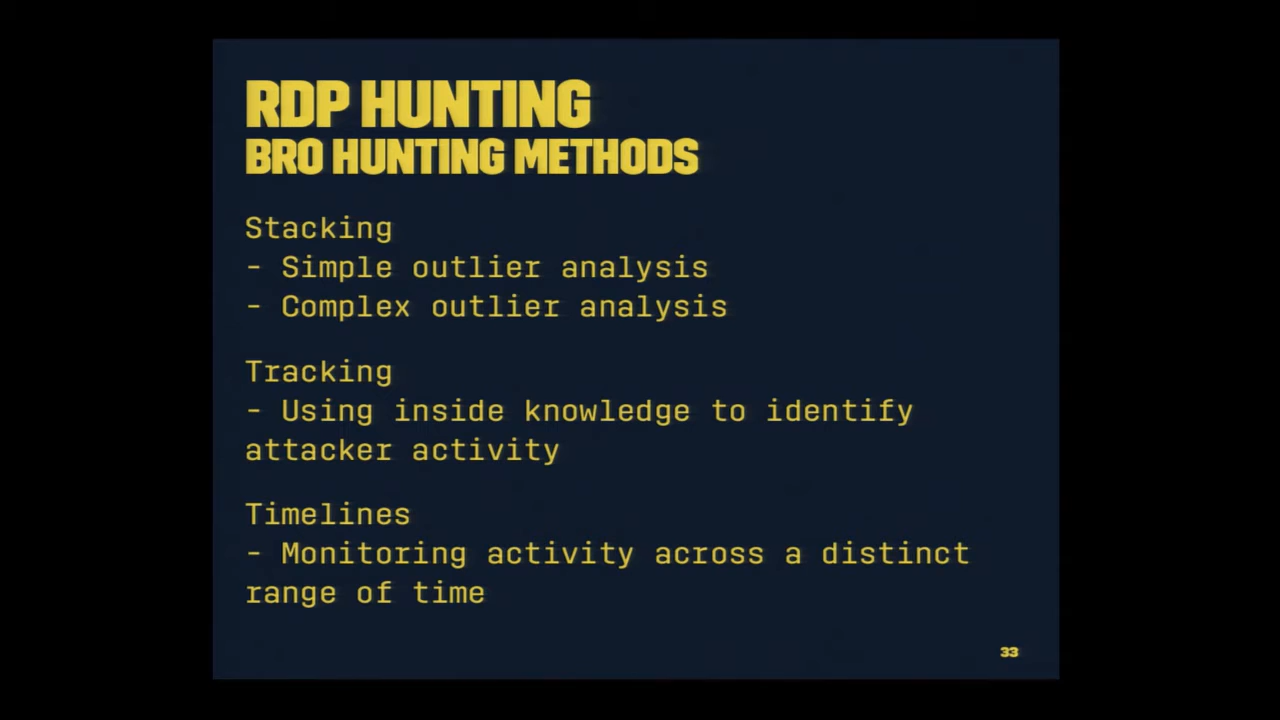 RDP HUNTING
BRO HUNTING METHODS
Stacking
- Simple outlier analysis
- Complex outlier analysis
Tracking
- Using inside knowledge to identify
attacker activity
Timelines
- Monitoring activity across a distinct
range of time
33